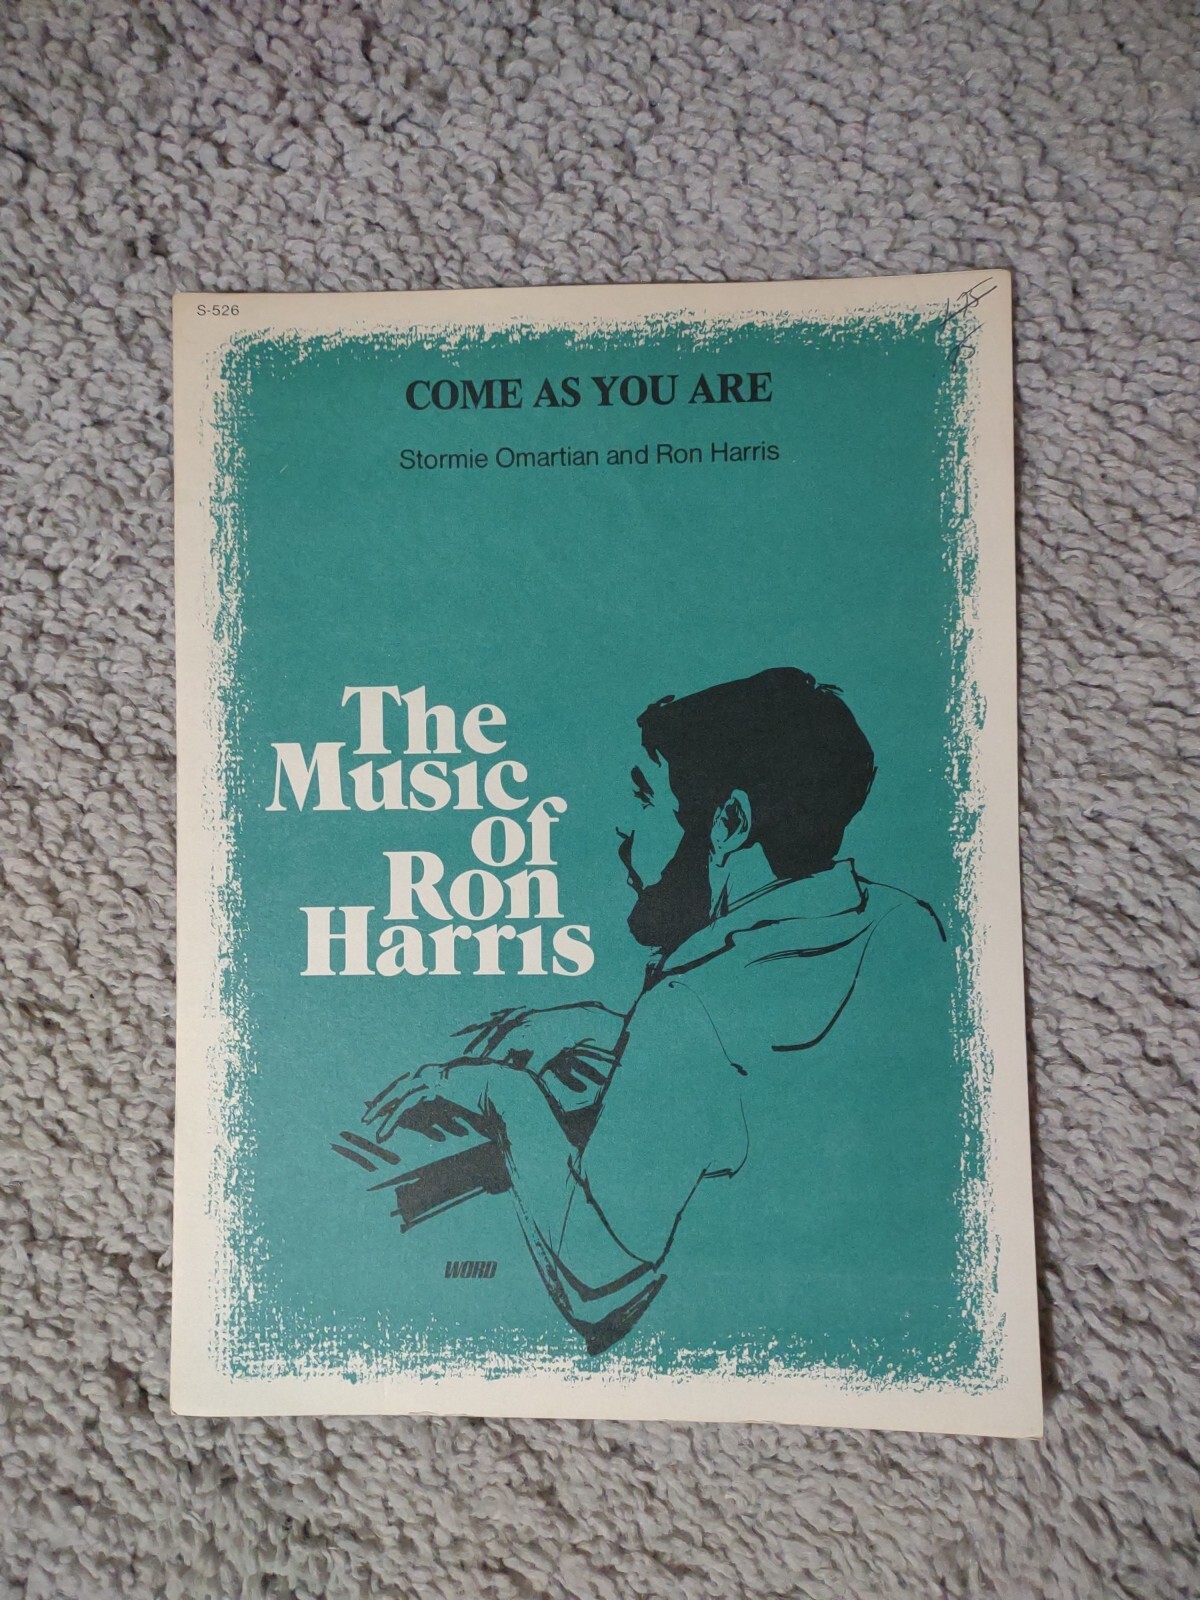 S-526
COME AS YOU ARE
Stormie Omartian and Ron Harris
The
Music
of
Ron
Harris
WORD